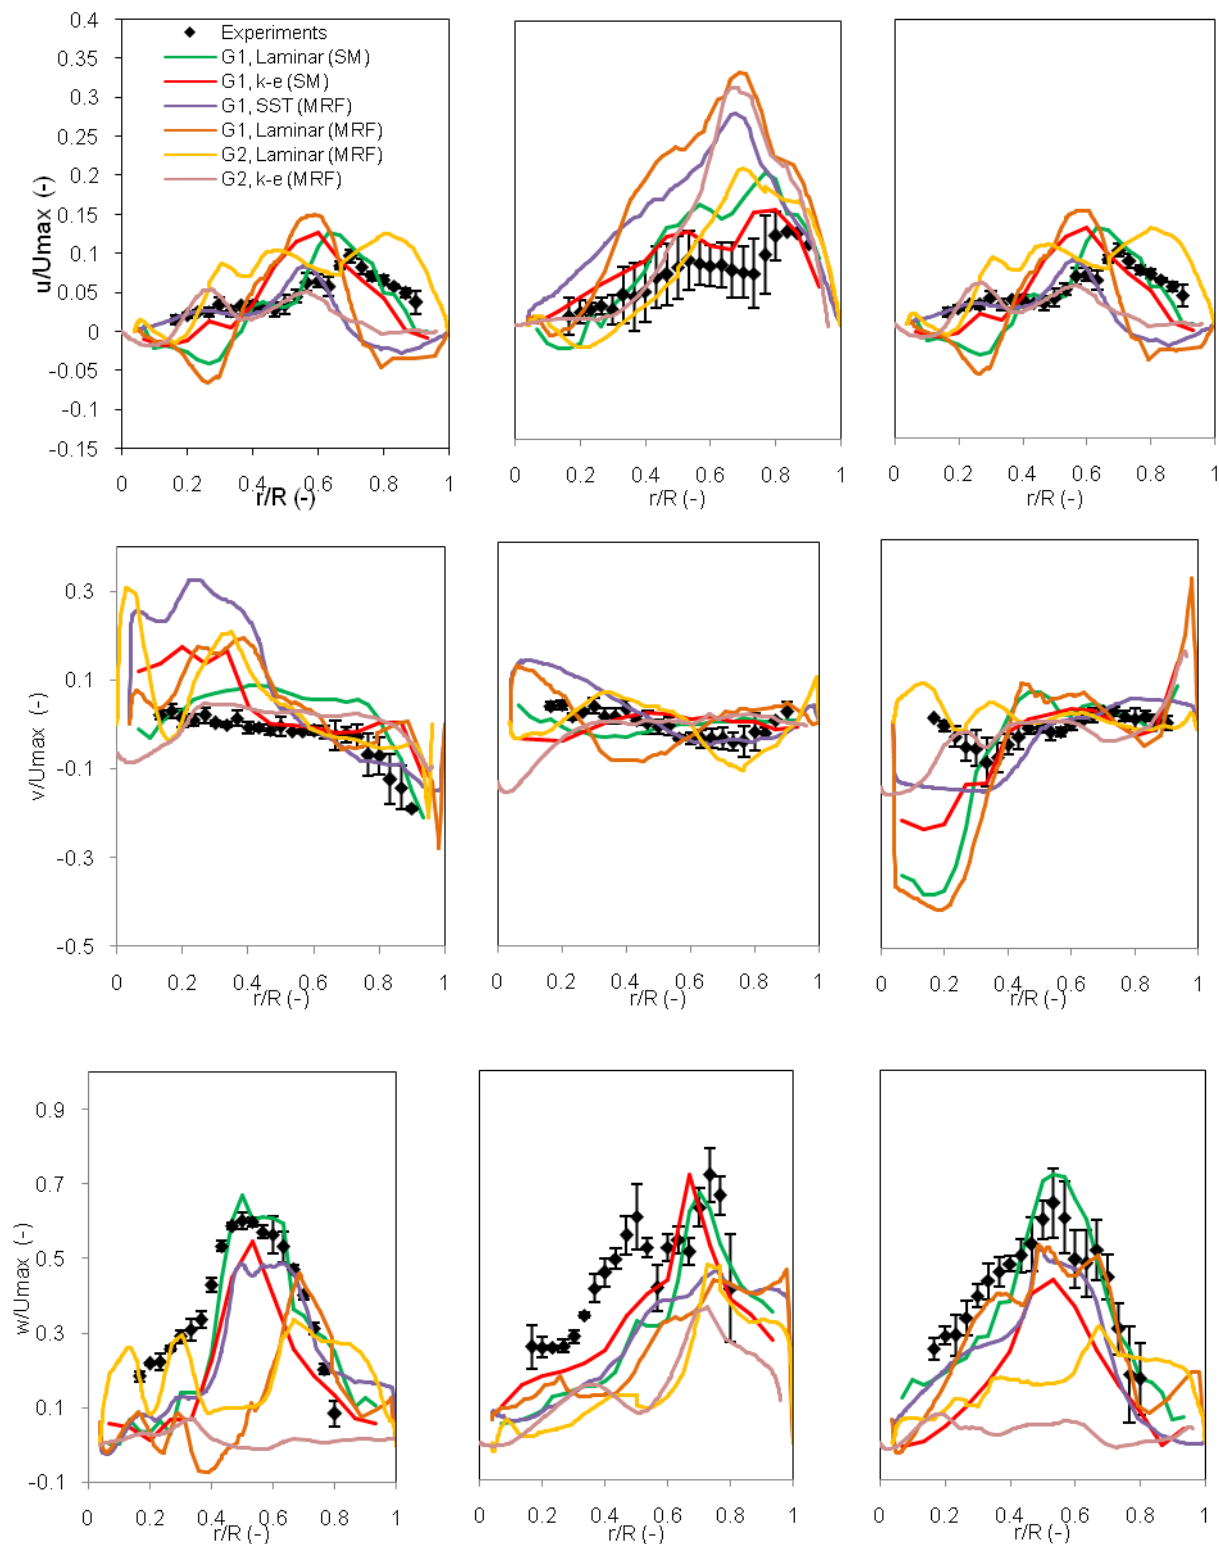 0.4
0.35
0.3
0.25
0.2
0.15
0.1
0.05
0
-0.05
-0.1
-0.15
u/Umax (-)
Experiments
G1, Laminar (SM)
G1, k-e (SM)
G1, SST (MRF)
G1, Laminar (MRF)
G2, Laminar (MRF)
G2, k-e (MRF)
0 0.2 0.4 0.6 0.8 1
r/R (-)
0 0.2 0.4 0.6 0.8 1
r/R (-)
0 0.2 0.4 0.6 0.8 1
r/R (-)
0.3
0.1
-0.1
-0.3
-0.5
v/Umax (-)
0 0.2 0.4 0.6 0.8 1
r/R (-)
0 0.2 0.4 0.6 0.8 1
r/R (-)
0 0.2 0.4 0.6 0.8 1
r/R (-)
0.9
0.7
0.5
0.3
0.1
-0.1
w/Umax (-)
0 0.2 0.4 0.6 0.8 1
r/R (-)
0 0.2 0.4 0.6 0.8 1
r/R (-)
0 0.2 0.4 0.6 0.8 1
r/R (-)